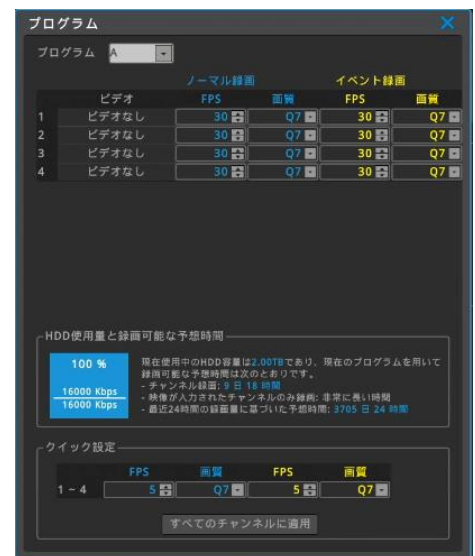 プログラム
プログラム A
ノーマル録画 イベント録画
ビデオ FPS 画質 FPS 画質
1 ビデオなし 30 Q7 30 Q7
2 ビデオなし 30 Q7 30 Q7
3 ビデオなし 30 Q7 30 Q7
4 ビデオなし 30 Q7 30 Q7
HDD使用量と録画可能な予想時間
100 %
16000 Kbps
16000 Kbps
現在使用中のHDD容量は2.00TBであり、現在のプログラムを用いて
録画可能な予想時間は次のとおりです。
- チャンネル録画: 9 日 18 時間
- 映像が入力されたチャンネルのみ録画: 非常に長い時間
- 最近24時間の録画量に基づいた予想時間: 3705 日 24 時間
クイック設定
FPS 画質 FPS 画質
1 ~ 4 5 Q7 5 Q7
すべてのチャンネルに適用